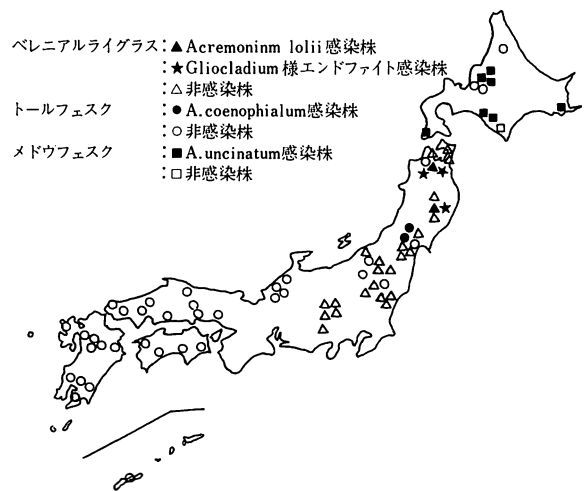 ベレニアルライグラス:▲Acremoninm lolii感染株
:★Gliocladium様エンドファイト感染株
:△非感染株
トールフェスク:●A.coenophialum感染株
:○非感染株
メドヴフェスク:■A.uncinatum感染株
:□非感染株